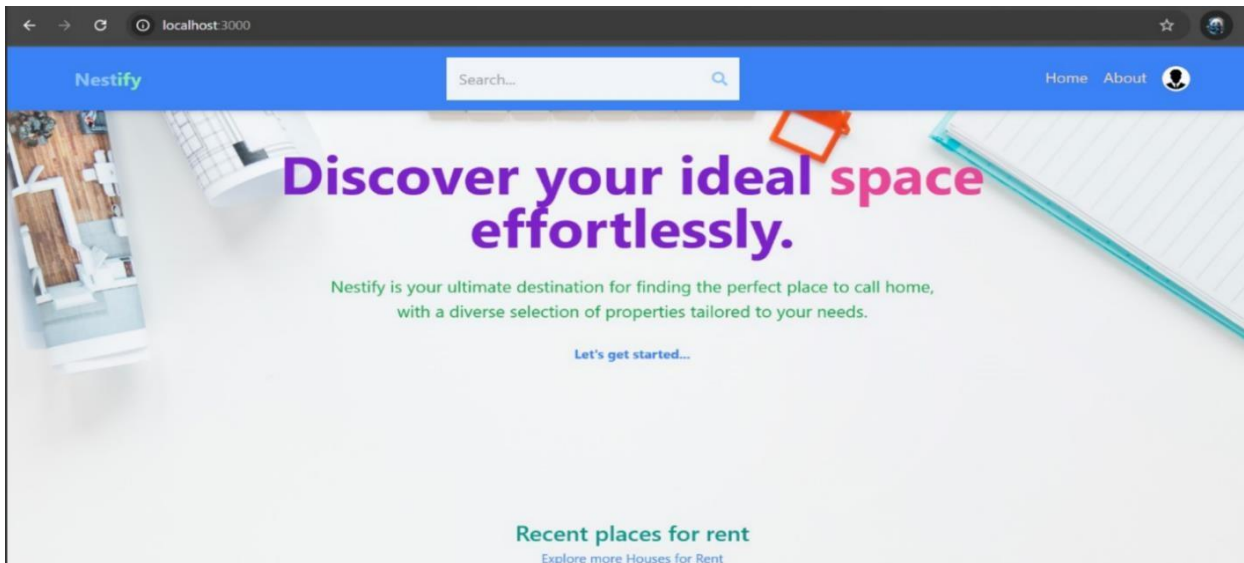 localhost:3000
Nestify
Search...
Home About
Discover your ideal space
effortlessly.
Nestify is your ultimate destination for finding the perfect place to call home,
with a diverse selection of properties tailored to your needs.
Let's get started...
Recent places for rent
Explore more Houses for Rent